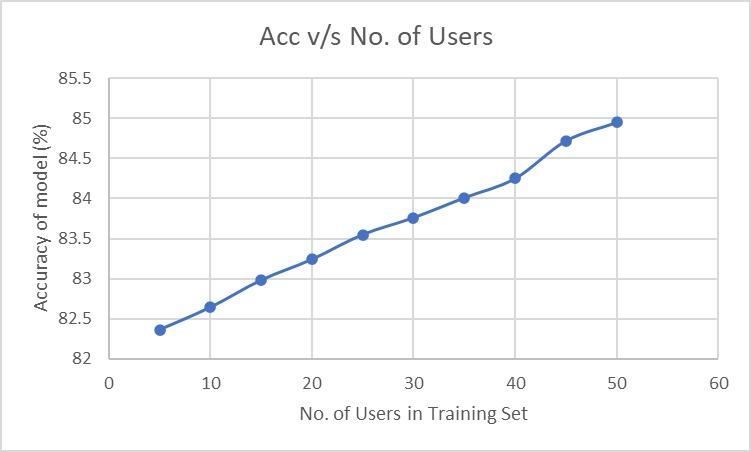 Acc v/s No. of Users
85.5
85
84.5
84
83.5
83
82.5
82
Accuracy of model (%)
0 10 20 30 40 50 60
No. of Users in Training Set